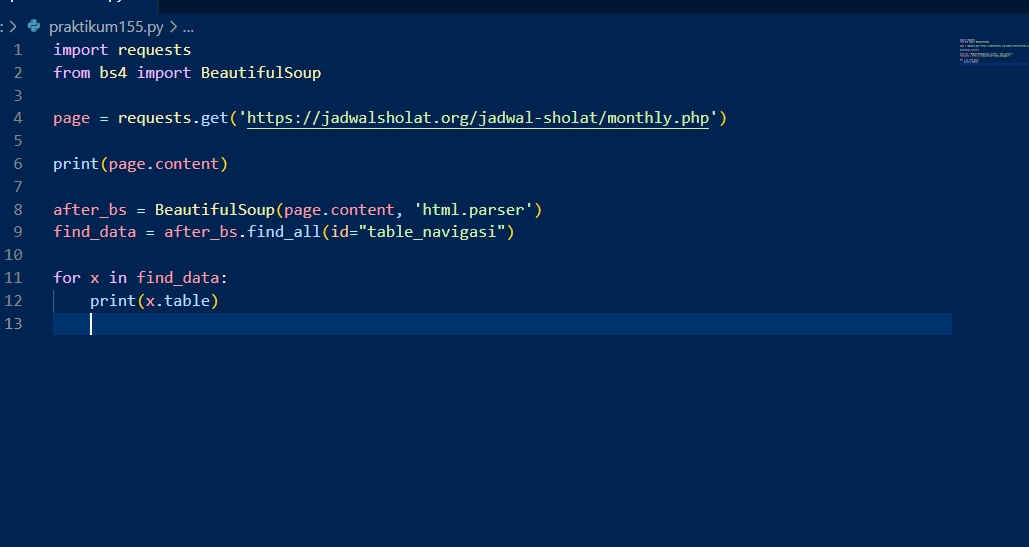 praktikum155.py > ...
1 import requests
2 from bs4 import BeautifulSoup
3
4 page = requests.get('https://jadwalsholat.org/jadwal-sholat/monthly.php')
5
6 print(page.content)
7
8 after_bs = BeautifulSoup(page.content, 'html.parser')
9 find_data = after_bs.find_all(id="table_navigasi")
10
11 for x in find_data:
12     print(x.table)
13